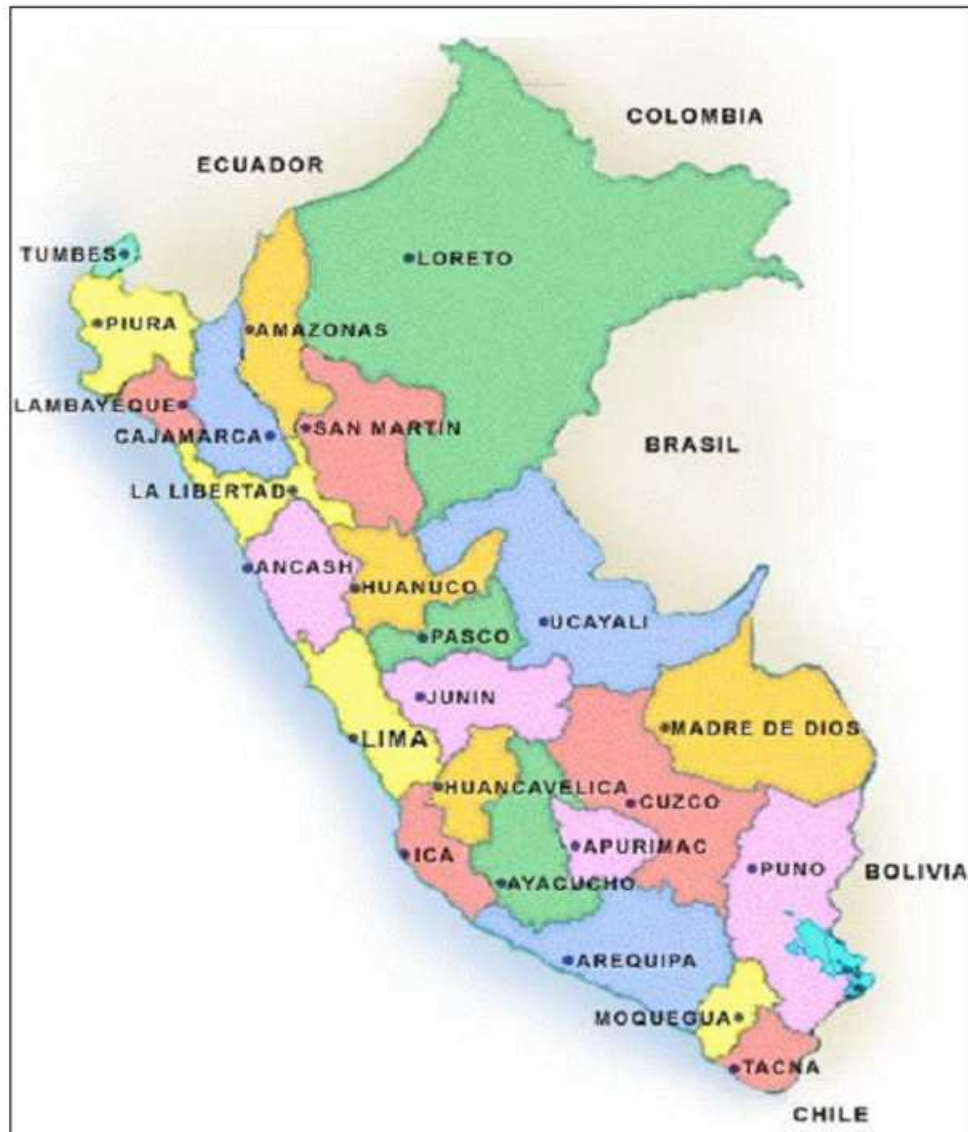 COLOMBIA
ECUADOR
TUMBES
LORETO
PIURA
AMAZONAS
LAMBAYEQUE
SAN MARTIN
CAJAMARCA
BRASIL
LA LIBERTAD
ANCASH
HUANUCO
UCAYALI
PASCO
JUNIN
MADRE DE DIOS
LIMA
HUANCAVELICA
CUZCO
APURIMAC
ICA
PUNO
BOLIVIA
AYACUCHO
AREQUIPA
MOQUEGUA
TACNA
CHILE